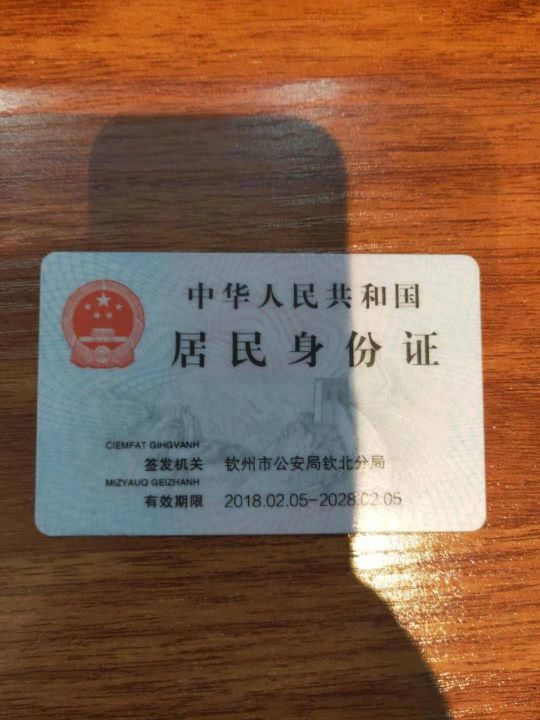 中华人民共和国
居民身份证
CIEMFAT GIHGVANH
签发机关 钦州市公安局钦北分局
MIZYAUQ GEIZHANH
有效期限 2018.02.05-2028.02.05